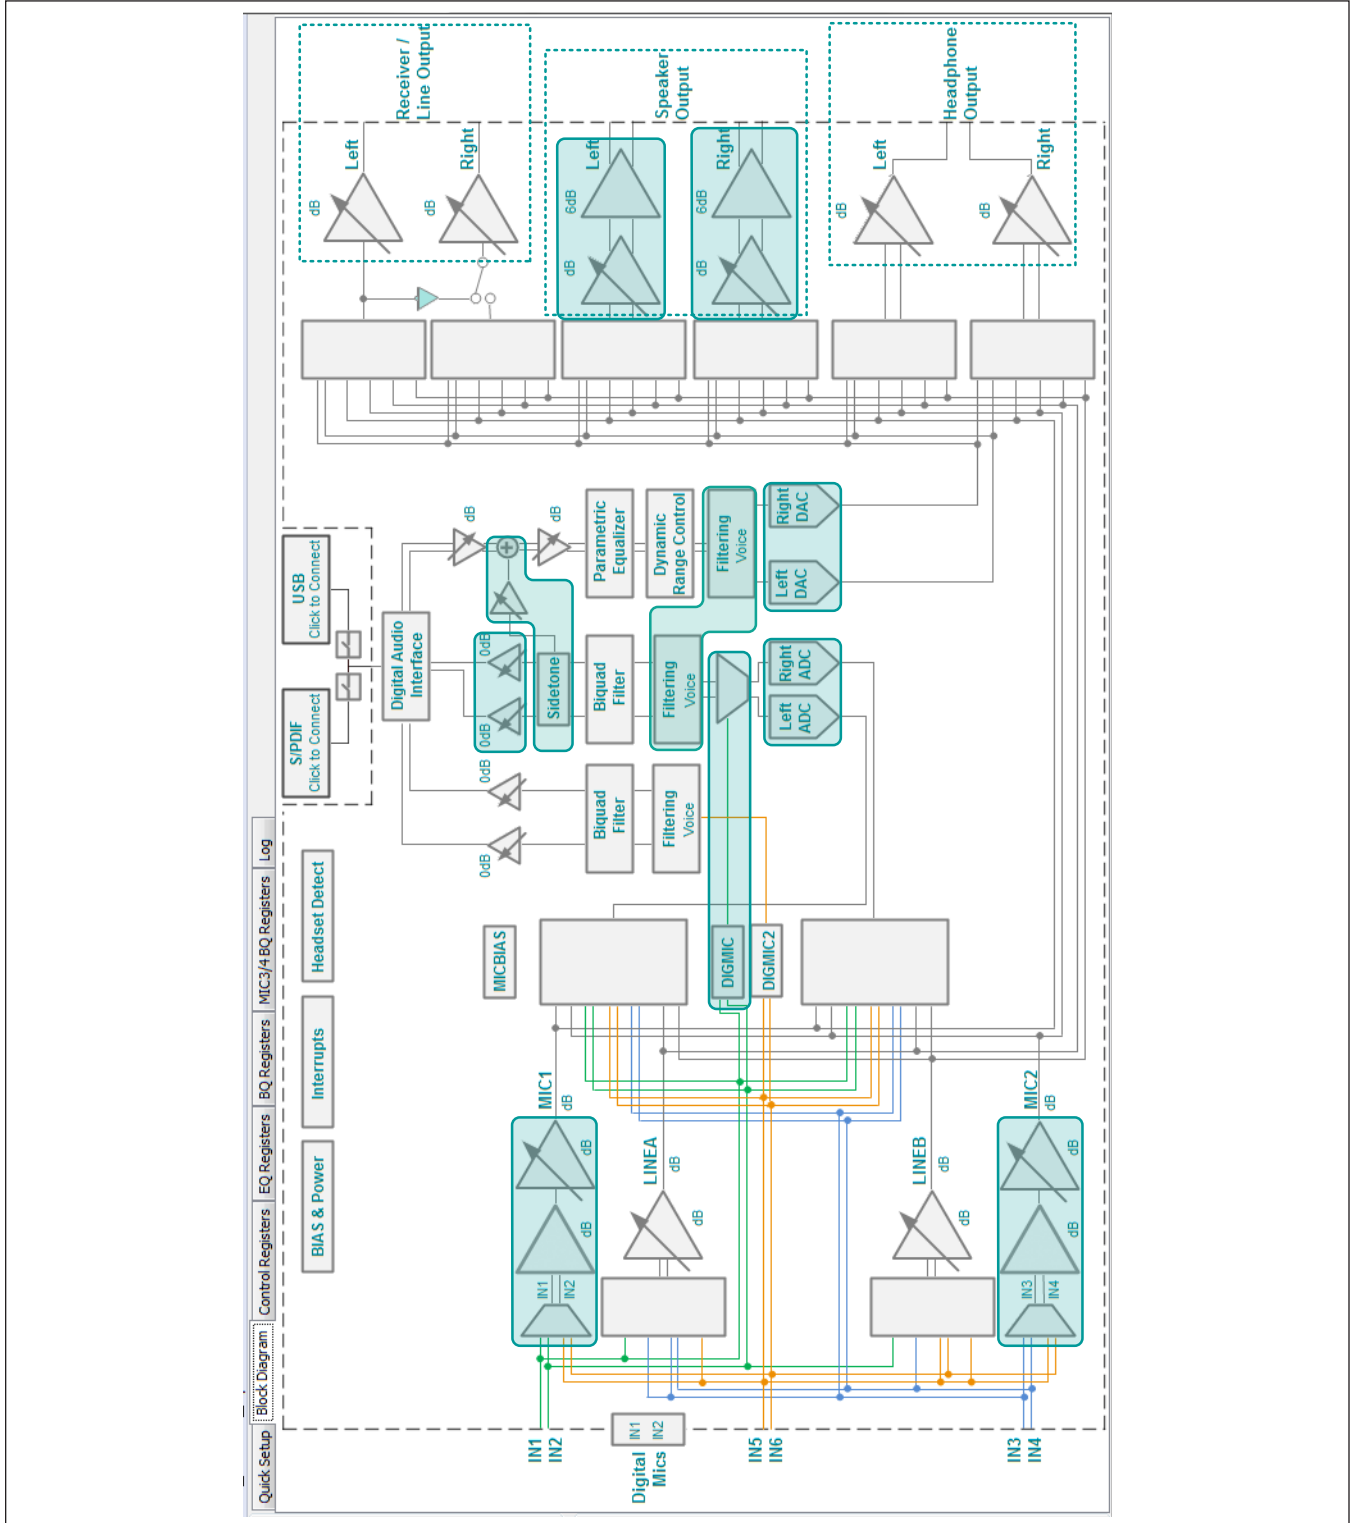 Quick Setup
Block Diagram
Control Registers
EQ Registers
BQ Registers
MIC3/4 BQ Registers
Log
BIAS & Power
Interrupts
Headset Detect
S/PDIF
Click to Connect
USB
Click to Connect
Digital Audio
Interface
IN1
IN2
Digital
Mics
IN1
IN2
IN5
IN6
IN3
IN4
IN1
IN2
dB
dB
MIC1
dB
LINEA
dB
dB
LINEB
dB
dB
IN3
IN4
dB
dB
MIC2
dB
MICBIAS
DIGMIC
DIGMIC2
0dB
0dB
0dB
0dB
dB
dB
Sidetone
Biquad
Filter
Biquad
Filter
Parametric
Equalizer
Filtering
Voice
Filtering
Voice
Dynamic
Range Control
Filtering
Voice
Left
ADC
Right
ADC
Left
DAC
Right
DAC
dB
Left
dB
Right
Receiver /
Line Output
dB
6dB
Left
dB
6dB
Right
Speaker
Output
dB
Left
dB
Right
Headphone
Output